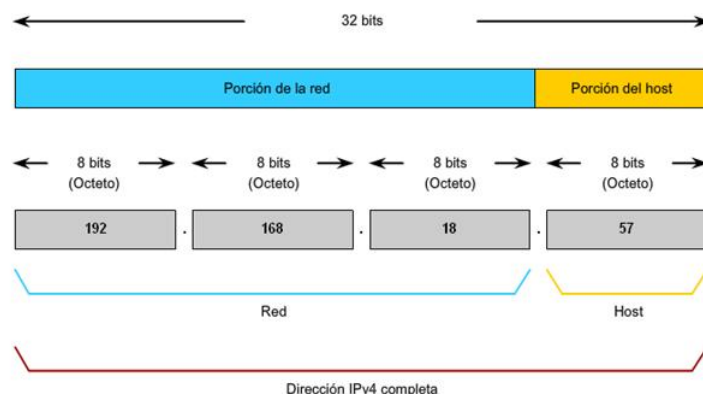 32 bits
Porción de la red Porción del host
8 bits 8 bits 8 bits 8 bits
(Octeto) (Octeto) (Octeto) (Octeto)
192 . 168 . 18 . 57
Red Host
Dirección IPv4 completa